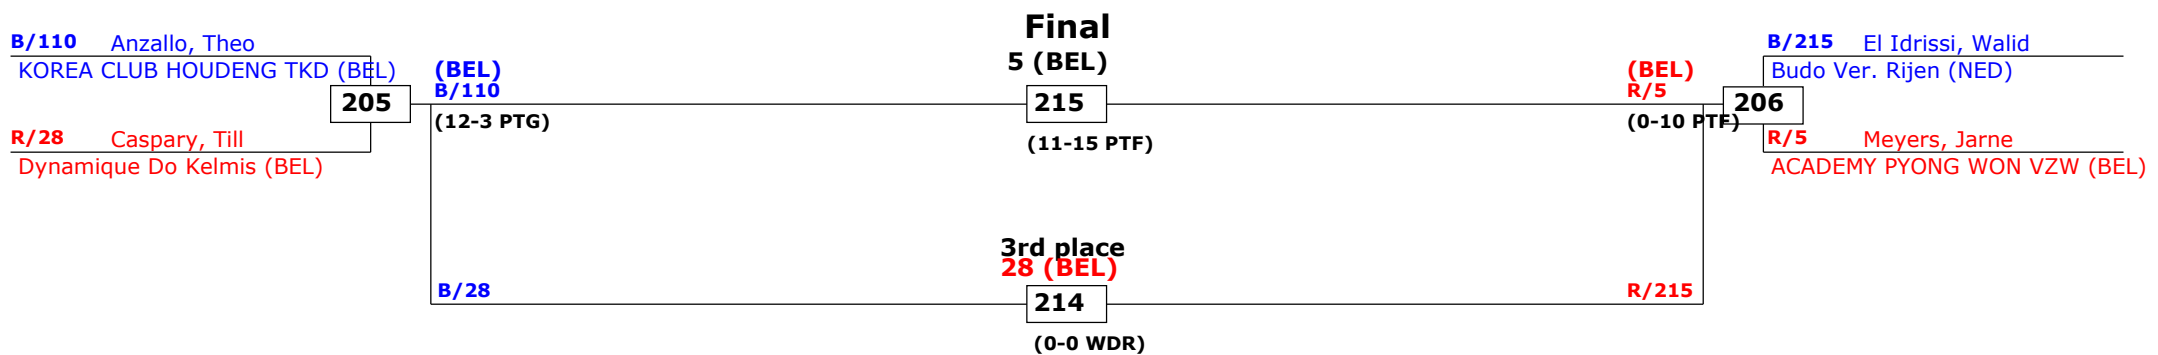 Final
5 (BEL)
B/110 Anzallo, Theo
KOREA CLUB HOUDENG TKD (BEL)
205
R/28 Caspary, Till
Dynamique Do Kelmis (BEL)
(BEL)
B/110
(12-3 PTG)
215
(11-15 PTF)
(BEL)
R/5
(0-10 PTF)
B/215 El Idrissi, Walid
Budo Ver. Rijen (NED)
206
R/5 Meyers, Jarne
ACADEMY PYONG WON VZW (BEL)
3rd place
28 (BEL)
B/28
214
R/215
(0-0 WDR)